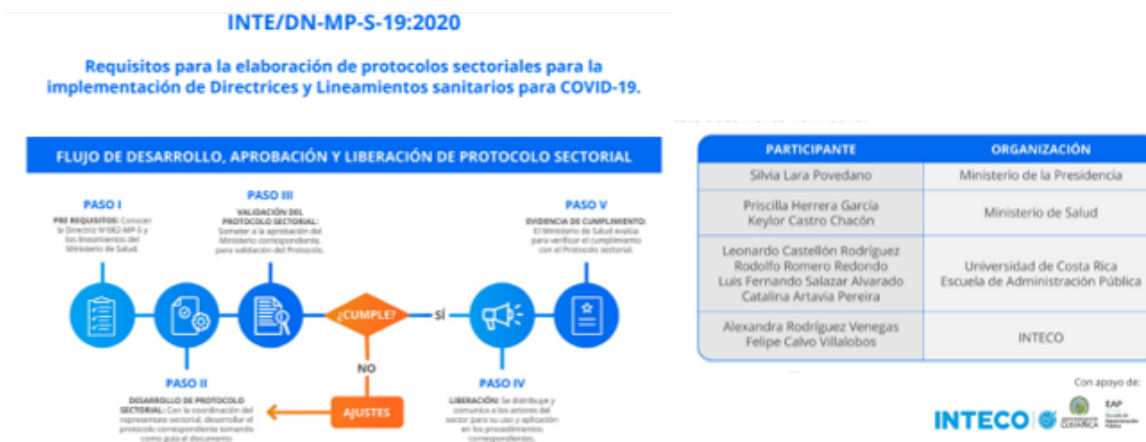 INTE/DN-MP-S-19:2020
Requisitos para la elaboración de protocolos sectoriales para la
implementación de Directrices y Lineamientos sanitarios para COVID-19.
FLUJO DE DESARROLLO, APROBACIÓN Y LIBERACIÓN DE PROTOCOLO SECTORIAL
PASO I
PRE REQUISITOS: Conocer
la Directriz N°082-MP-S y
los lineamientos del
Ministerio de Salud.
PASO III
VALIDACIÓN DEL
PROTOCOLO SECTORIAL:
Someter a la aprobación del
Ministerio correspondiente,
para validación del Protocolo.
PASO V
EVIDENCIA DE CUMPLIMIENTO:
El Ministerio de Salud evalúa
para verificar el cumplimiento
con el Protocolo sectorial.
¿CUMPLE?
SÍ
NO
AJUSTES
PASO II
DESARROLLO DE PROTOCOLO
SECTORIAL: Con la coordinación del
representate sectorial, desarrollar el
protocolo correspondiente tomando
como guía el documento
PASO IV
LIBERACIÓN: Se distribuye y
comunica a los actores del
sector para su uso y aplicación
en los procedimientos
correspondientes.
PARTICIPANTE
ORGANIZACIÓN
Silvia Lara Povedano
Ministerio de la Presidencia
Priscilla Herrera García
Keylor Castro Chacón
Ministerio de Salud
Leonardo Castellón Rodríguez
Rodolfo Romero Redondo
Luis Fernando Salazar Alvarado
Catalina Artavia Pereira
Universidad de Costa Rica
Escuela de Administración Pública
Alexandra Rodríguez Venegas
Felipe Calvo Villalobos
INTECO
Con apoyo de:
INTECO
EAP